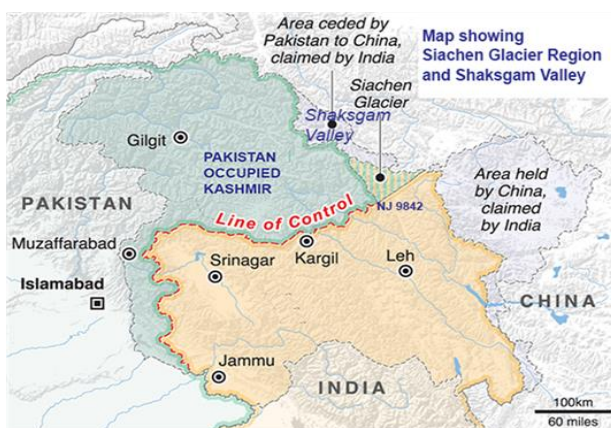 Area ceded by
Pakistan to China,
claimed by India
Map showing
Siachen Glacier Region
and Shaksgam Valley
Siachen
Glacier
Shaksgam
Valley
Gilgit
PAKISTAN
OCCUPIED
KASHMIR
Area held
by China,
claimed
by India
NJ 9842
PAKISTAN
Line of Control
Muzaffarabad
Srinagar
Kargil
Leh
Islamabad
CHINA
Jammu
INDIA
100km
60 miles